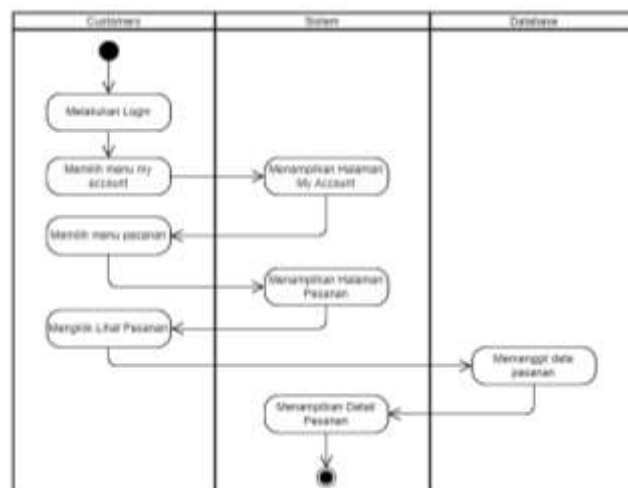 Customers
Sistem
Database
Melakukan Login
Memilih menu my
account
Menampilkan Halaman
My Account
Memilih menu pesanan
Menampilkan Halaman
Pesanan
Mengklik Lihat Pesanan
Memanggil data
pesanan
Menampilkan Detail
Pesanan